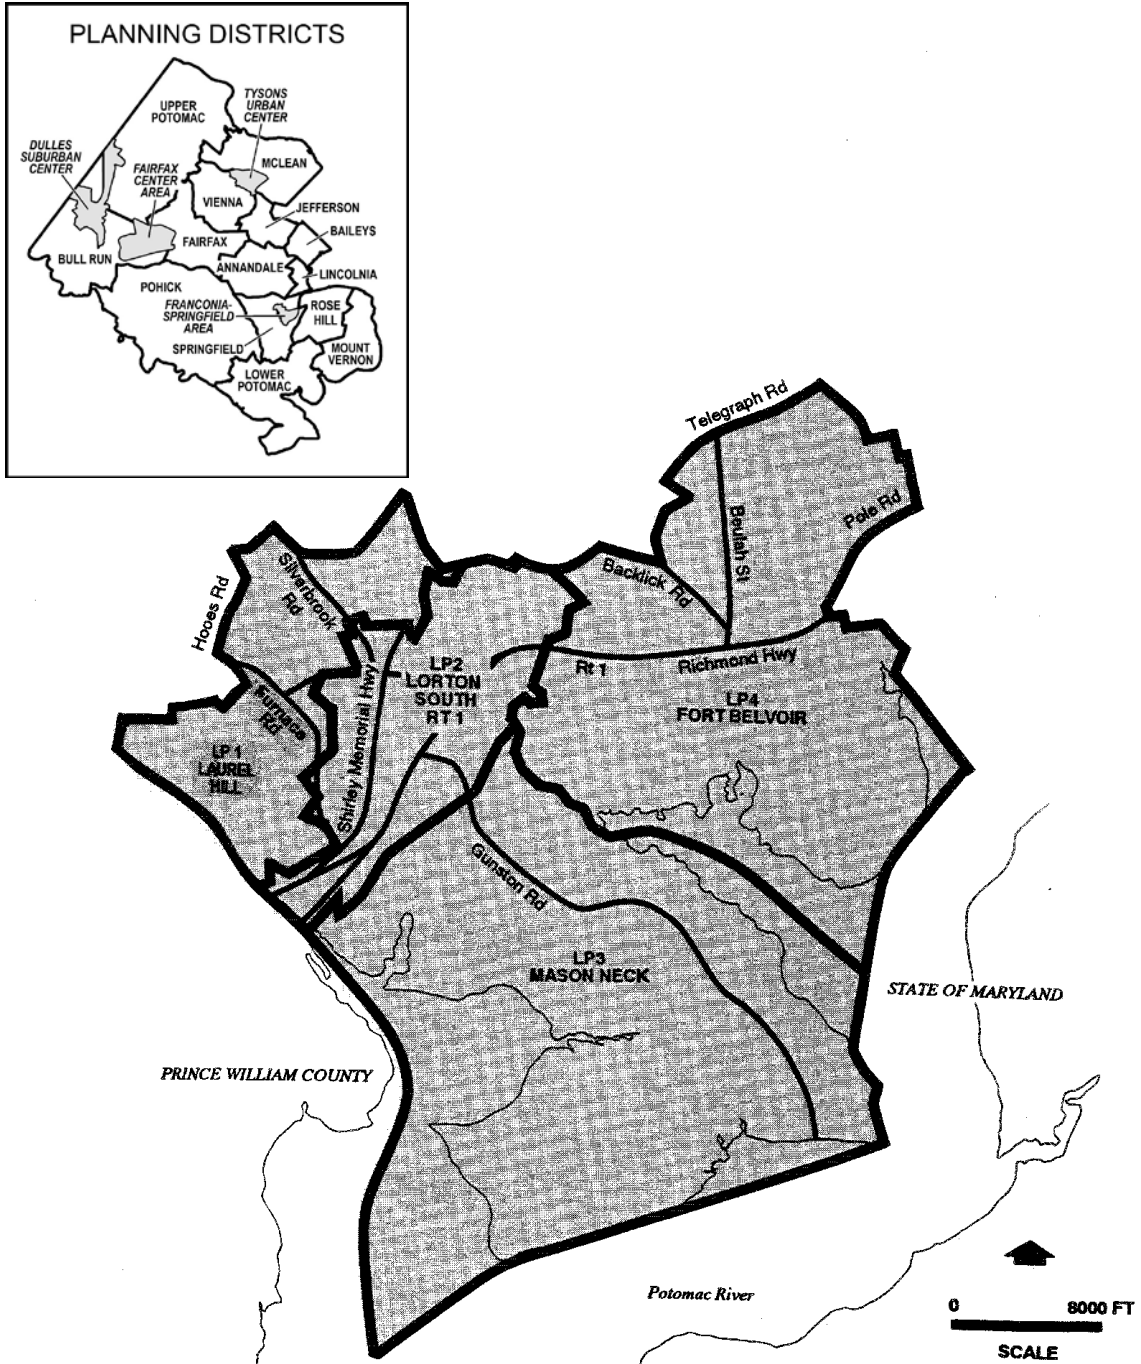 PLANNING DISTRICTS
TYSONS
URBAN
CENTER
UPPER
POTOMAC
DULLES
SUBURBAN
CENTER
FAIRFAX
CENTER
AREA
MCLEAN
VIENNA
JEFFERSON
BAILEYS
FAIRFAX
BULL RUN
ANNANDALE
LINCOLNIA
POHICK
FRANCONIA-
SPRINGFIELD
AREA
ROSE
HILL
SPRINGFIELD
MOUNT
VERNON
LOWER
POTOMAC
Telegraph Rd
Pole Rd
Beulah St
Backlick Rd
Silverbrook
Rd
Hooes Rd
Rt 1
Richmond Hwy
LP2
LORTON
SOUTH
RT 1
LP4
FORT BELVOIR
Furnace
Rd
Shirley Memorial Hwy
LP1
LAUREL
HILL
Gunston Rd
LP3
MASON NECK
STATE OF MARYLAND
PRINCE WILLIAM COUNTY
Potomac River
0
8000 FT
SCALE